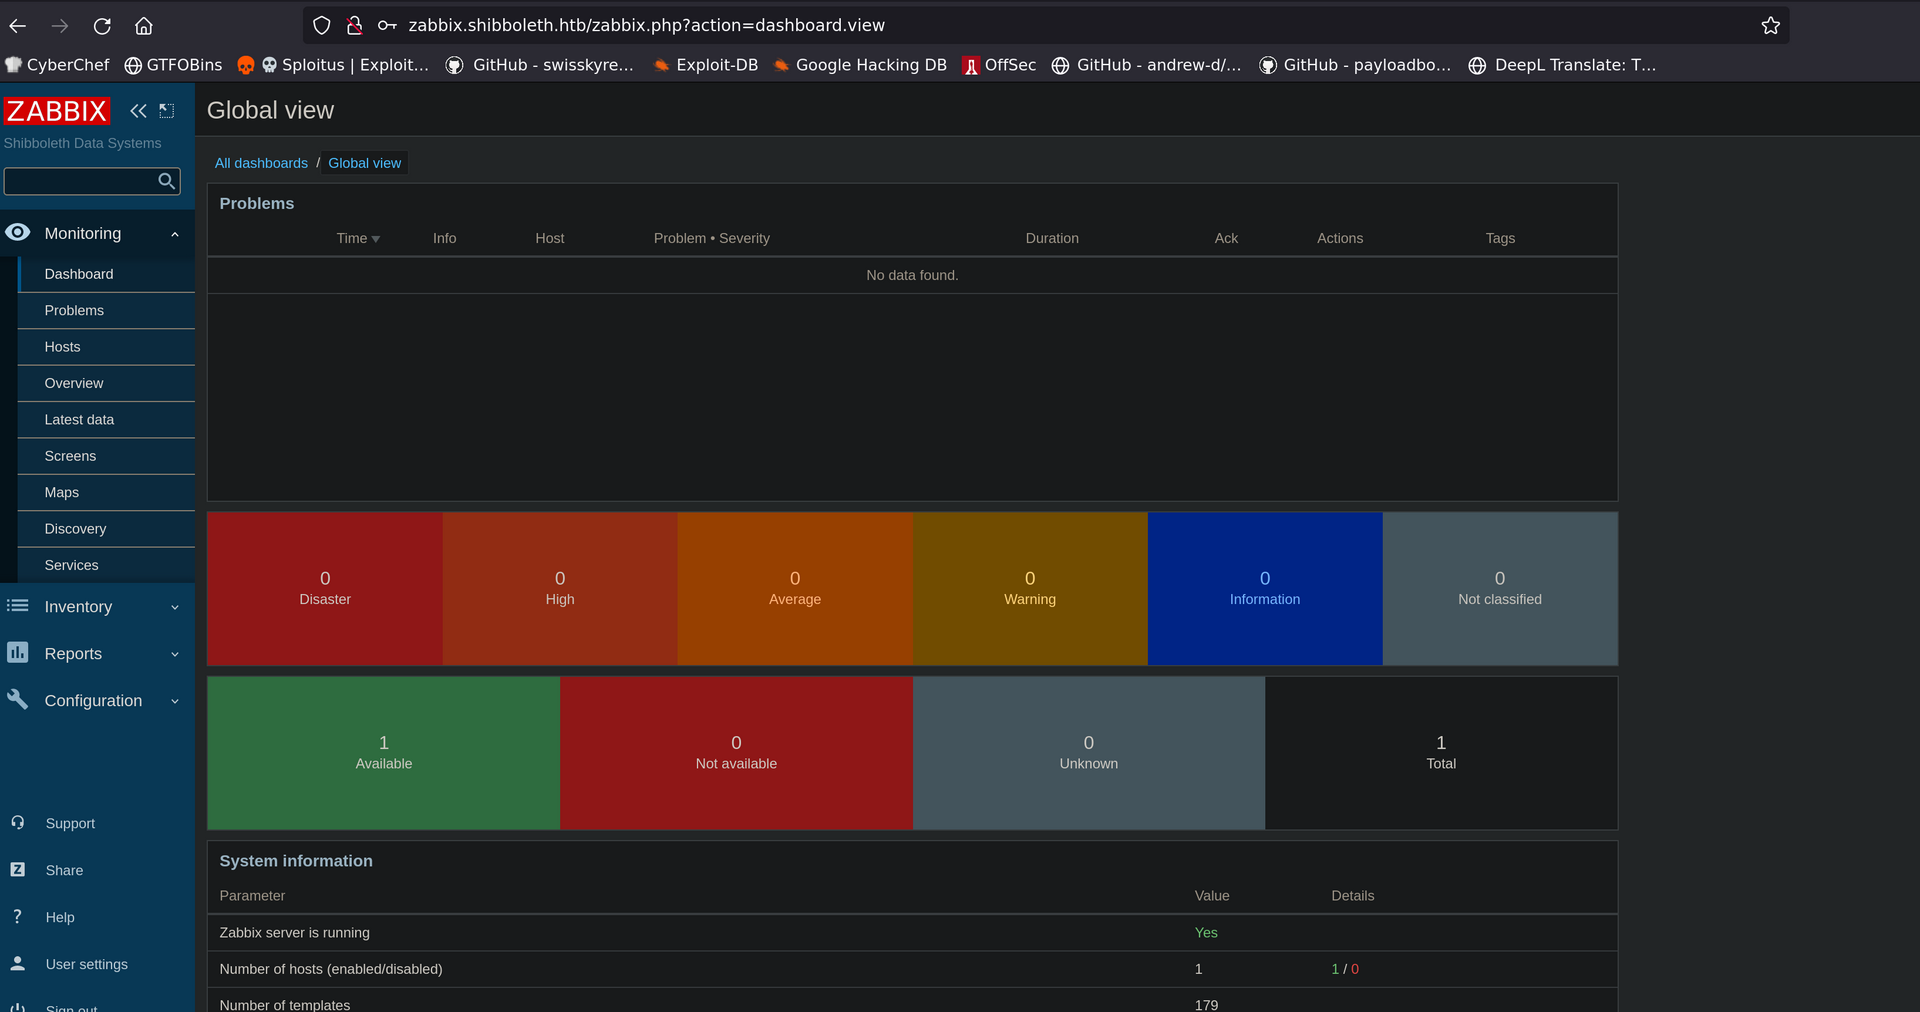 zabbix.shibboleth.htb/zabbix.php?action=dashboard.view
CyberChef GTFOBins Sploitus | Exploit... GitHub - swisskyre... Exploit-DB Google Hacking DB OffSec GitHub - andrew-d/... GitHub - payloadbo... DeepL Translate: T...
ZABBIX
Shibboleth Data Systems
Monitoring
Dashboard
Problems
Hosts
Overview
Latest data
Screens
Maps
Discovery
Services
Inventory
Reports
Configuration
Support
Share
Help
User settings
Sign out
Global view
All dashboards / Global view
Problems
Time Info Host Problem • Severity Duration Ack Actions Tags
No data found.
0 0 0 0 0 0
Disaster High Average Warning Information Not classified
1 0 0 1
Available Not available Unknown Total
System information
Parameter Value Details
Zabbix server is running Yes
Number of hosts (enabled/disabled) 1 1 / 0
Number of templates 179